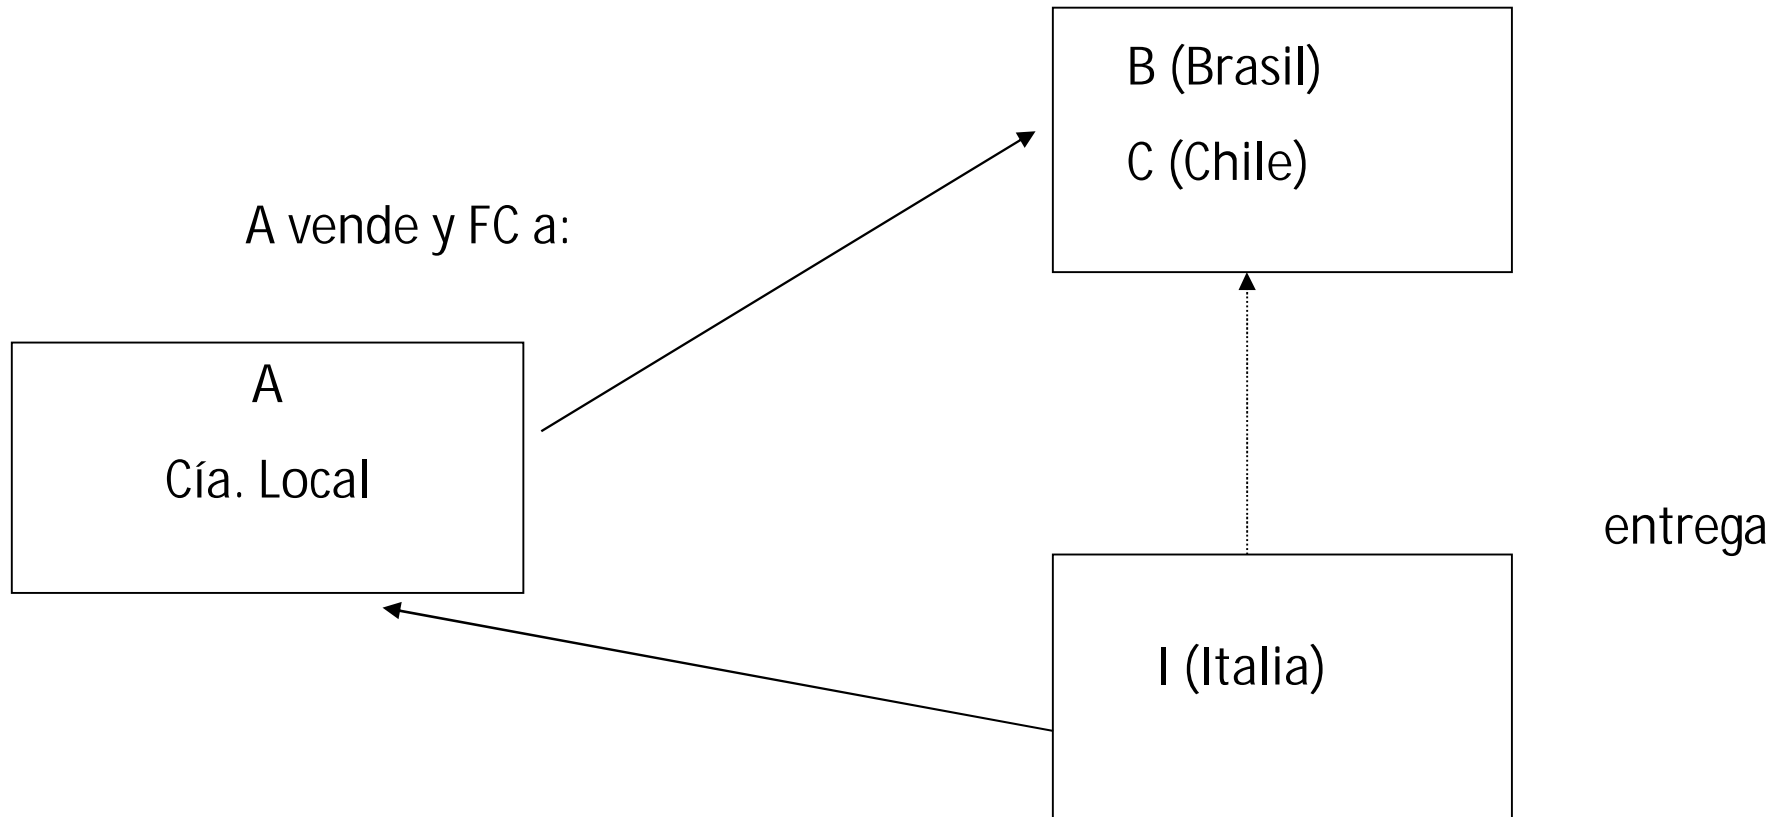 B (Brasil)
C (Chile)
A vende y FC a:
A
Cía. Local
entrega
I (Italia)